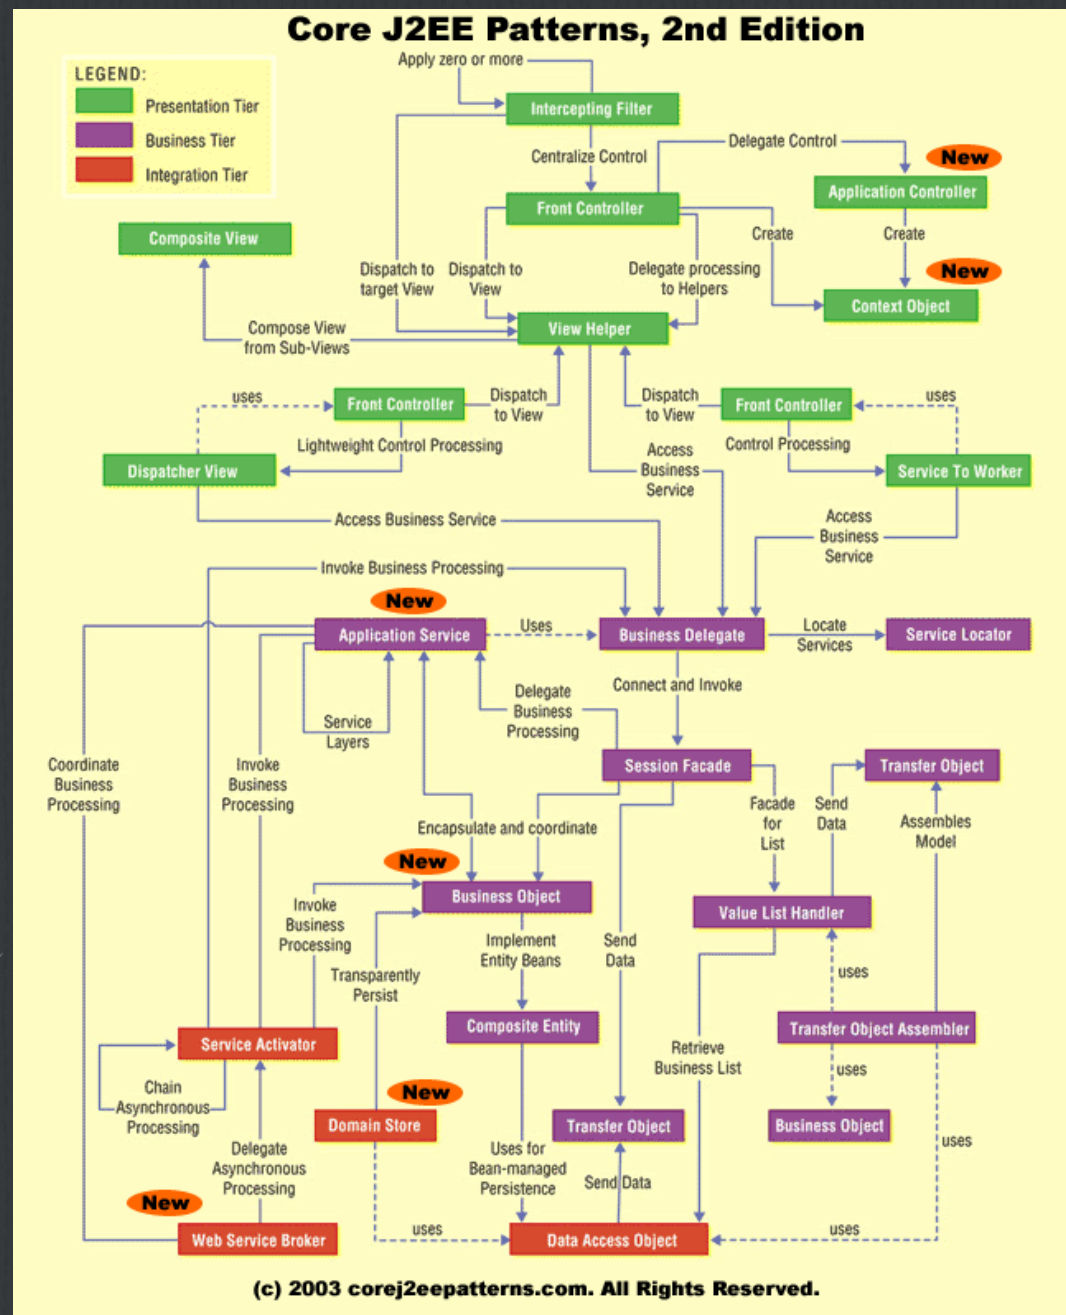 Core J2EE Patterns, 2nd Edition
LEGEND:
Presentation Tier
Business Tier
Integration Tier
Apply zero or more
Intercepting Filter
Centralize Control
Delegate Control
New
Application Controller
Front Controller
Create
Create
New
Context Object
Composite View
Dispatch to
target View
Dispatch to
View
Delegate processing
to Helpers
View Helper
Compose View
from Sub-Views
uses
Front Controller
Dispatch
to View
Dispatch
to View
Front Controller
uses
Lightweight Control Processing
Control Processing
Dispatcher View
Access
Business
Service
Service To Worker
Access Business Service
Access
Business
Service
Invoke Business Processing
New
Application Service
Uses
Business Delegate
Locate
Services
Service Locator
Connect and Invoke
Delegate
Business
Processing
Service
Layers
Coordinate
Business
Processing
Invoke
Business
Processing
Session Facade
Transfer Object
Facade
for
List
Send
Data
Assembles
Model
Encapsulate and coordinate
New
Business Object
Value List Handler
Invoke
Business
Processing
Implement
Entity Beans
Send
Data
Transparently
Persist
uses
Composite Entity
Transfer Object Assembler
Service Activator
Retrieve
Business List
uses
Chain
Asynchronous
Processing
New
Domain Store
Transfer Object
Business Object
Delegate
Asynchronous
Processing
Uses for
Bean-managed
Persistence
uses
Send Data
New
Web Service Broker
uses
Data Access Object
uses
(c) 2003 corej2eepatterns.com. All Rights Reserved.